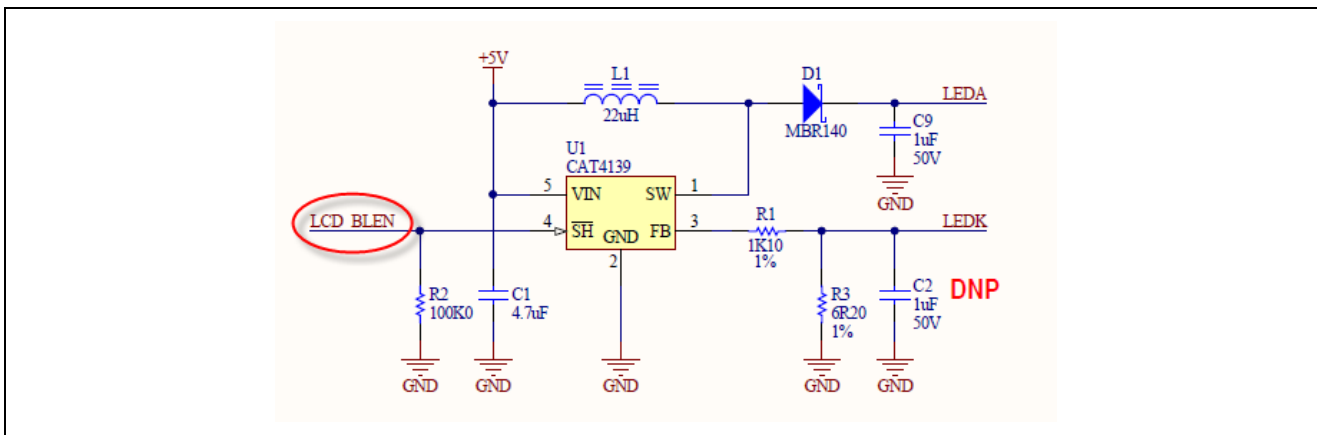 +5V
L1
22uH
D1
MBR140
LEDA
C9
1uF
50V
GND
U1
CAT4139
5 VIN SW 1
LCD_BLEN
4 SH GND FB 3
2
R1
1K10
1%
LEDK
R2
100K0
C1
4.7uF
R3
6R20
1%
C2
1uF
50V
DNP
GND GND GND GND GND